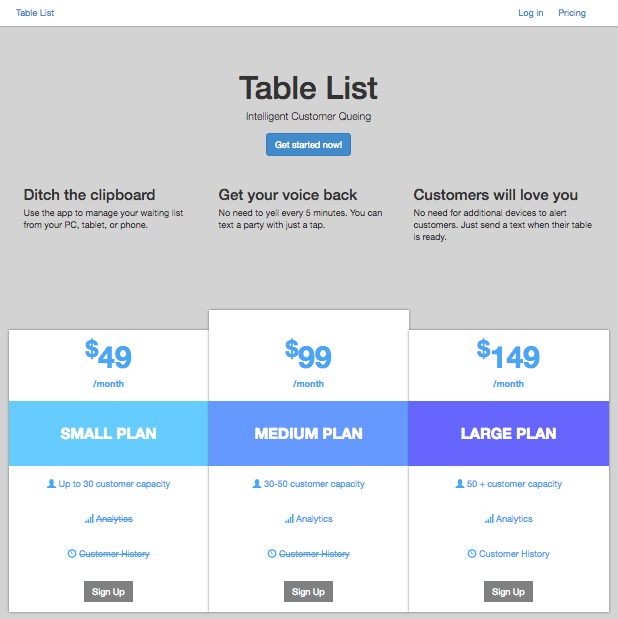 Table List
Log in
Pricing
Table List
Intelligent Customer Queing
Get started now!
Ditch the clipboard
Use the app to manage your waiting list
from your PC, tablet, or phone.
Get your voice back
No need to yell every 5 minutes. You can
text a party with just a tap.
Customers will love you
No need for additional devices to alert
customers. Just send a text when their table
is ready.
$49
/month
SMALL PLAN
Up to 30 customer capacity
Analytics
Customer History
Sign Up
$99
/month
MEDIUM PLAN
30-50 customer capacity
Analytics
Customer History
Sign Up
$149
/month
LARGE PLAN
50 + customer capacity
Analytics
Customer History
Sign Up